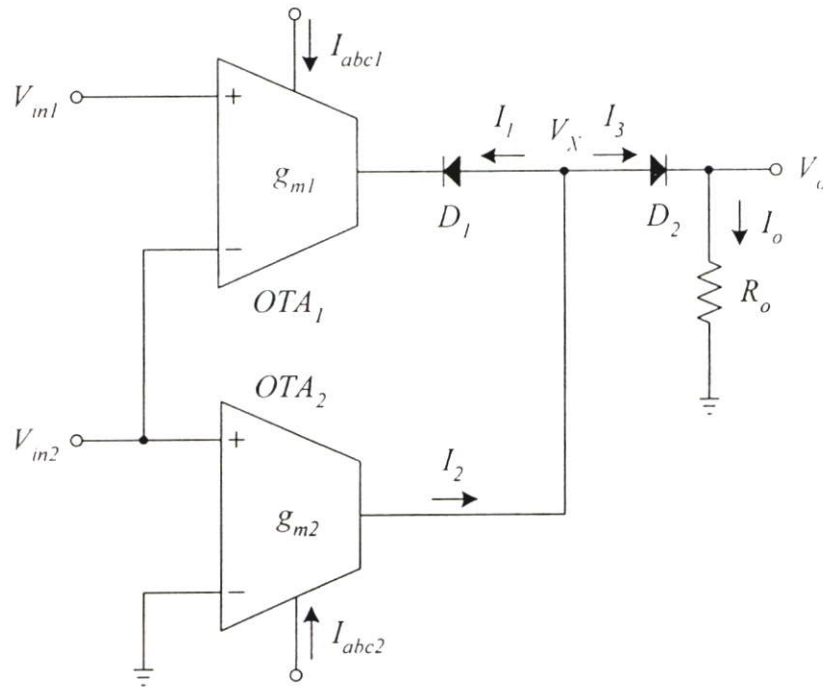 I_abc1
V_in1
+
I_1
V_X
I_3
g_m1
V_o
D_1
D_2
I_o
−
R_o
OTA_1
OTA_2
V_in2
+
I_2
g_m2
−
I_abc2